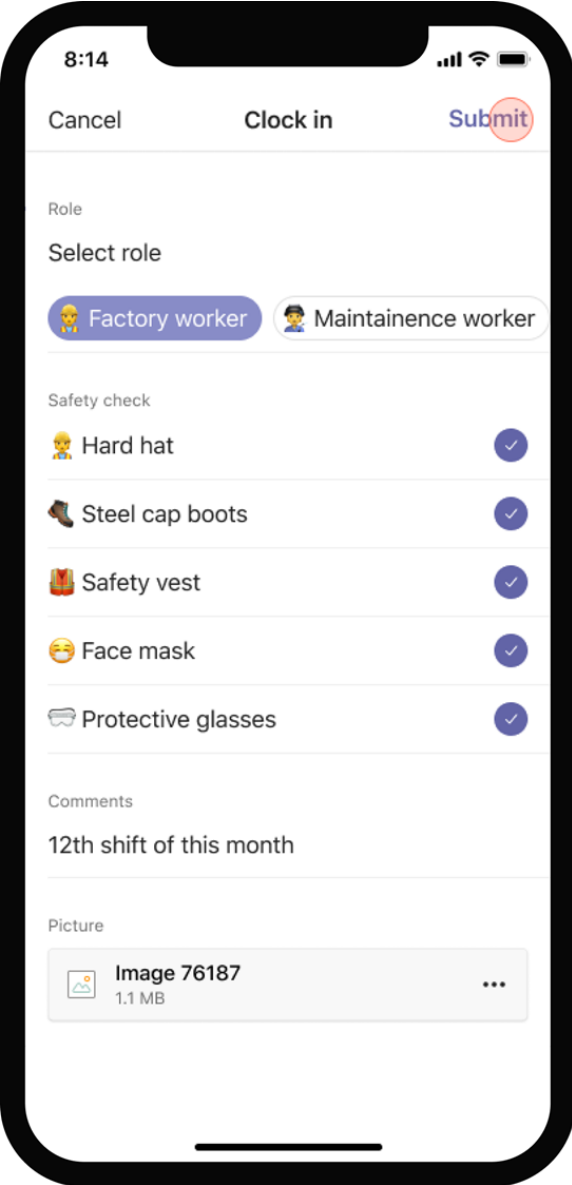 8:14
Cancel Clock in Submit
Role
Select role
Factory worker Maintainence worker
Safety check
Hard hat
Steel cap boots
Safety vest
Face mask
Protective glasses
Comments
12th shift of this month
Picture
Image 76187
1.1 MB